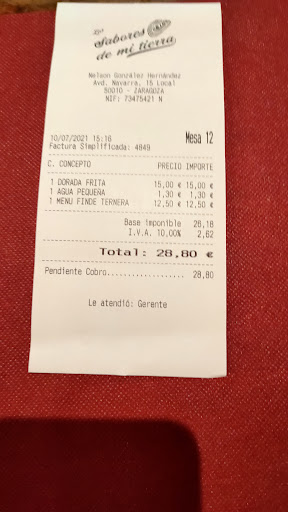 Los
Sabores
de mi tierra
Nelson González Hernández
Avd. Navarra, 15 Local
50010 - ZARAGOZA
NIF: 73475421 N
10/07/2021 15:16 Mesa 12
Factura Simplificada: 4849
C. CONCEPTO PRECIO IMPORTE
1 DORADA FRITA 15,00 € 15,00 €
1 AGUA PEQUEÑA 1,30 € 1,30 €
1 MENU FINDE TERNERA 12,50 € 12,50 €
Base imponible 26,18
I.V.A. 10,00% 2,62
Total: 28,80 €
Pendiente Cobro................... 28,80
Le atendió: Gerente